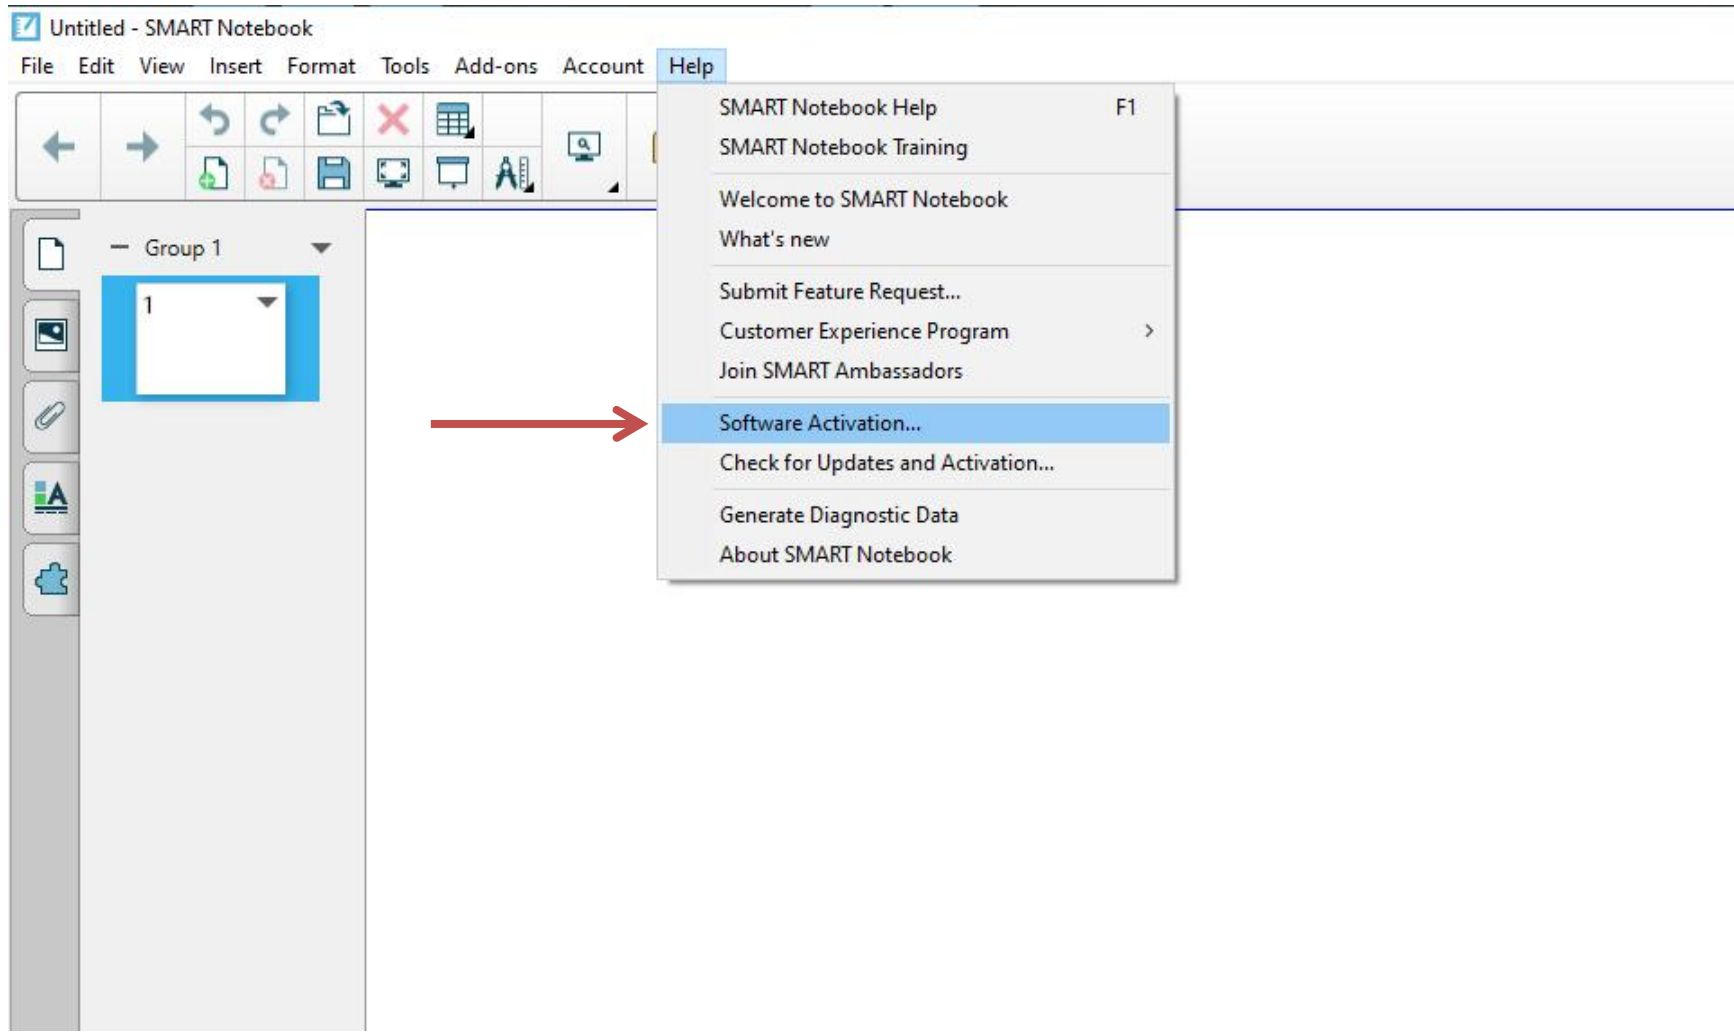 Untitled - SMART Notebook
File Edit View Insert Format Tools Add-ons Account Help
SMART Notebook Help F1
SMART Notebook Training
Welcome to SMART Notebook
What's new
Submit Feature Request...
Customer Experience Program
Join SMART Ambassadors
Software Activation...
Check for Updates and Activation...
Generate Diagnostic Data
About SMART Notebook
Group 1
1